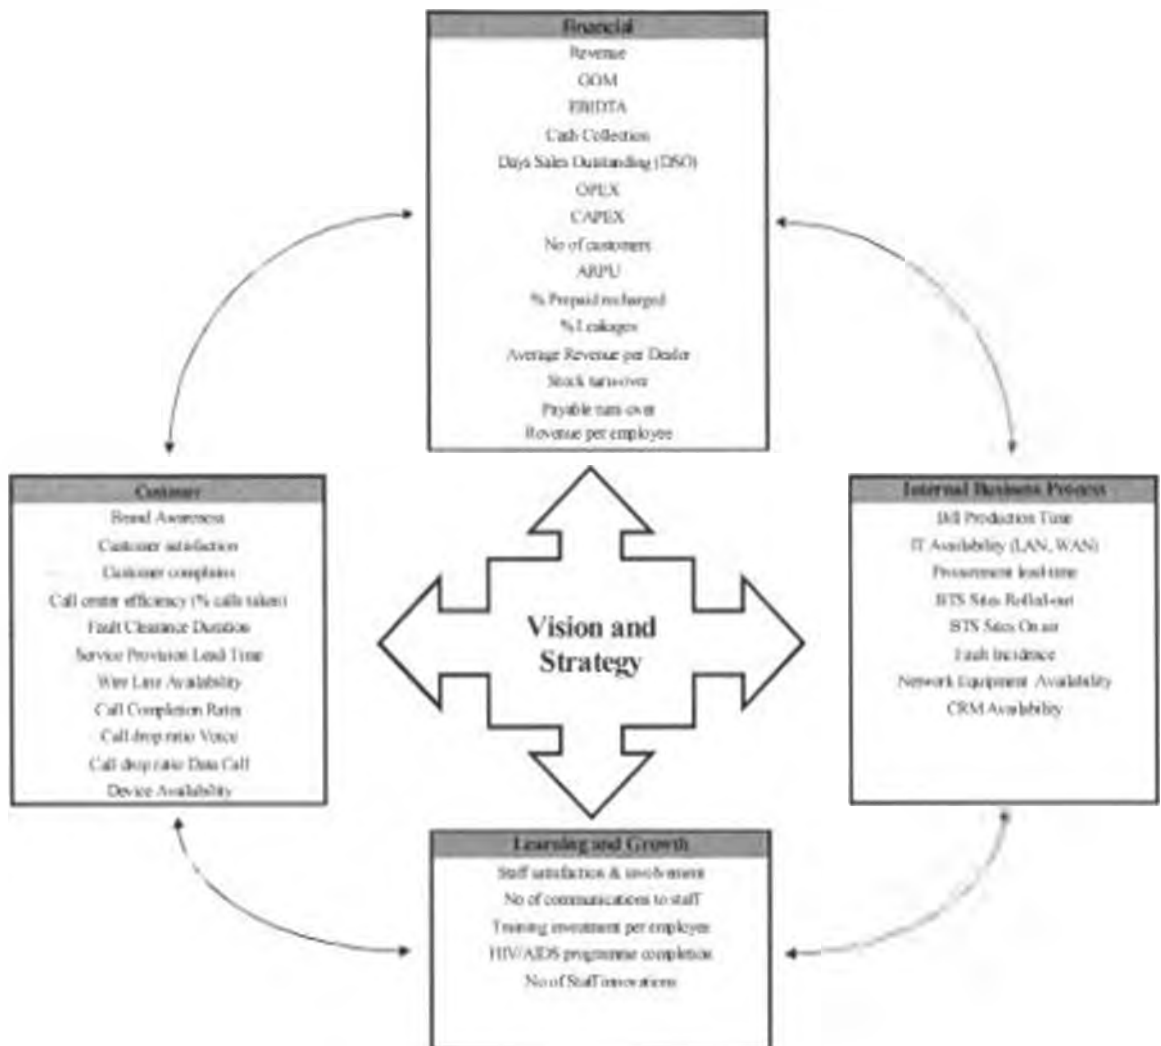 Financial
Revenue
GOM
EBIDTA
Cash Collection
Days Sales Outstanding (DSO)
OPEX
CAPEX
No of customers
ARPU
% Prepaid recharged
% Leakages
Average Revenue per Dealer
Stock turn-over
Payable turn-over
Revenue per employee
Customer
Brand Awareness
Customer satisfaction
Customer complaints
Call center efficiency (% calls taken)
Fault Clearance Duration
Service Provision Lead Time
Wire Line Availability
Call Completion Rates
Call drop ratio Voice
Call drop ratio Data Call
Device Availability
Vision and
Strategy
Internal Business Process
Bill Production Time
IT Availability (LAN, WAN)
Procurement lead-time
BTS Sites Rolled-out
BTS Sites On air
Fault Incidence
Network Equipment Availability
CRM Availability
Learning and Growth
Staff satisfaction & involvement
No of communications to staff
Training investment per employee
HIV/AIDS programme completion
No of Staff innovations